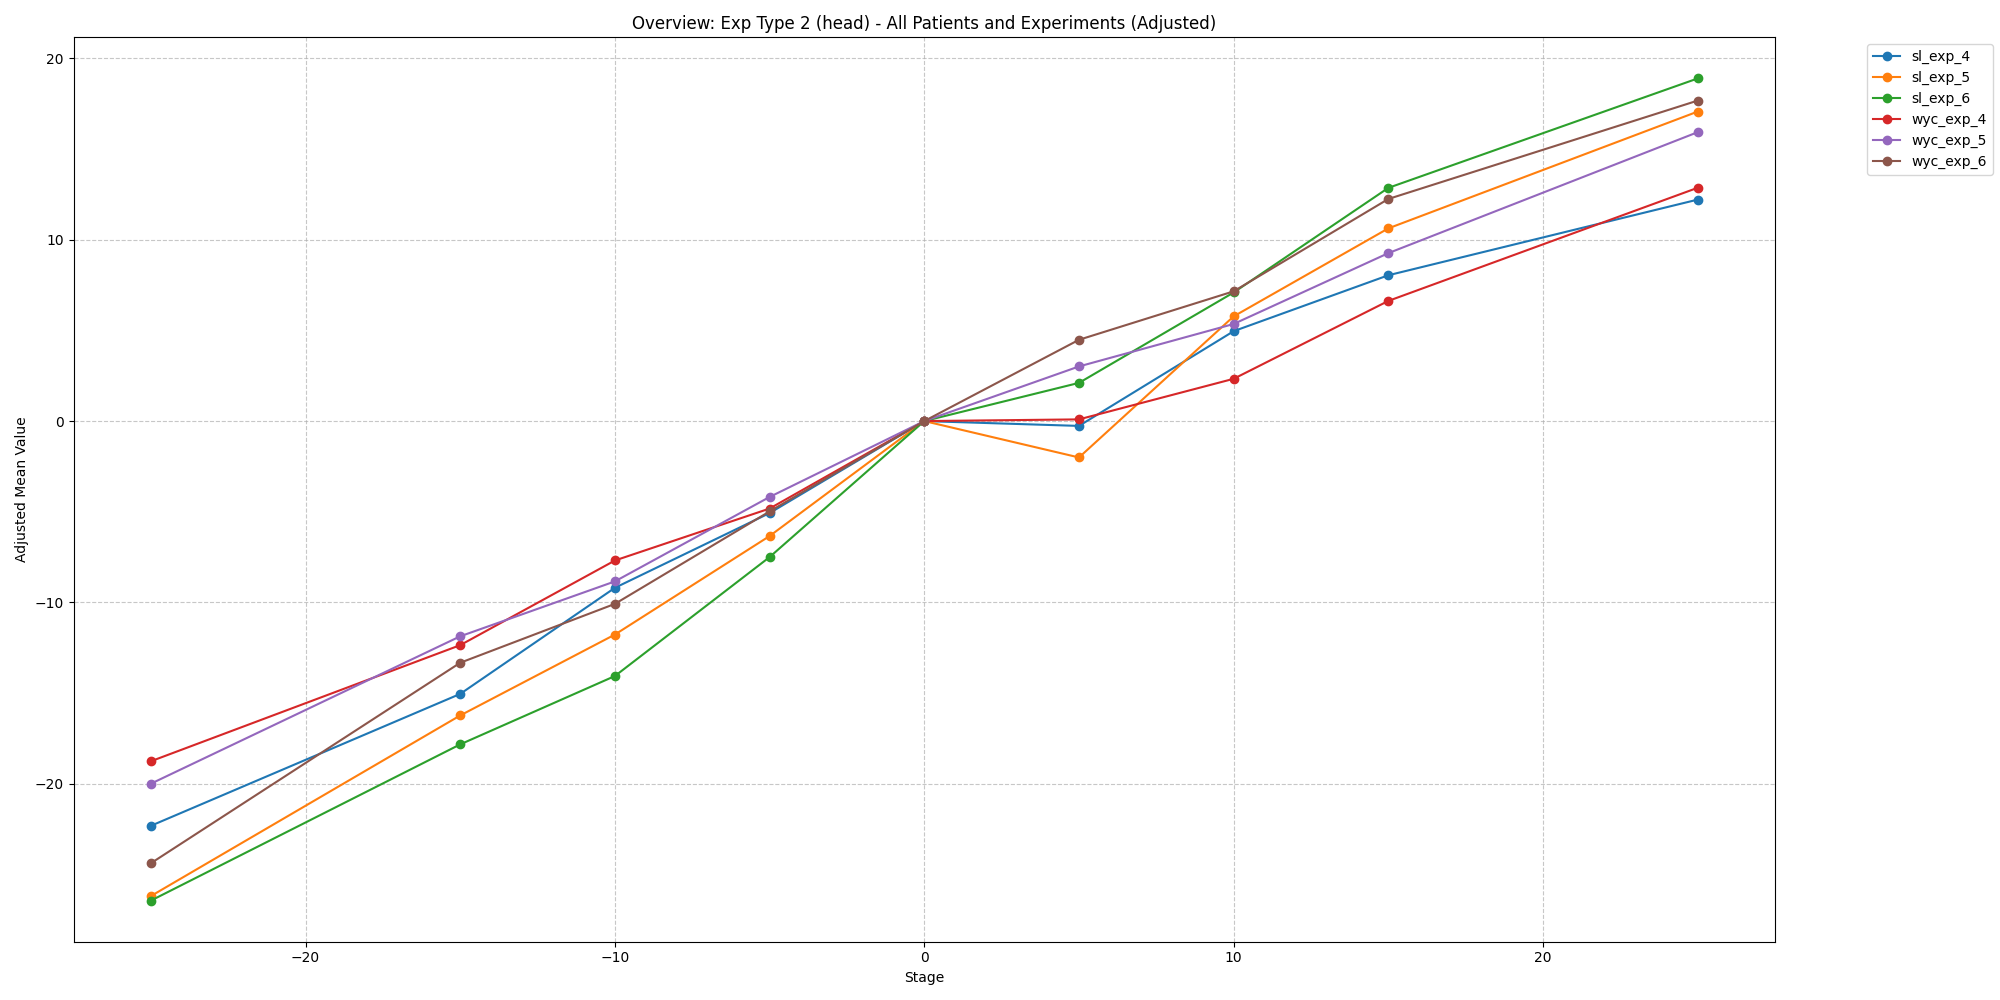 Overview: Exp Type 2 (head) - All Patients and Experiments (Adjusted)
sl_exp_4
sl_exp_5
sl_exp_6
wyc_exp_4
wyc_exp_5
wyc_exp_6
Adjusted Mean Value
20
10
0
−10
−20
−20
−10
0
10
20
Stage